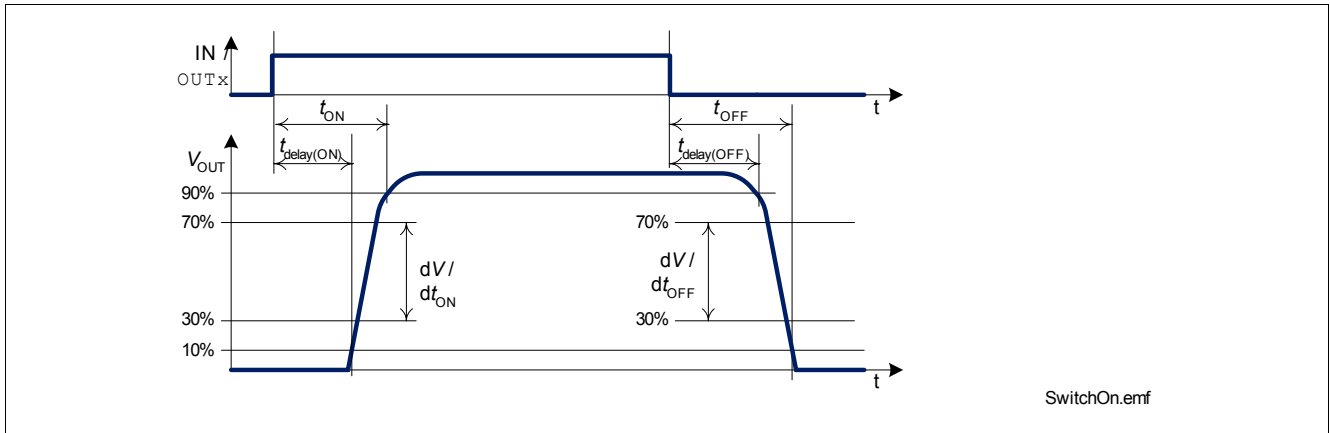 IN /
OUTx
t
tON
tOFF
tdelay(ON)
tdelay(OFF)
VOUT
90%
70%
70%
dV /
dtON
dV /
dtOFF
30%
30%
10%
t
SwitchOn.emf